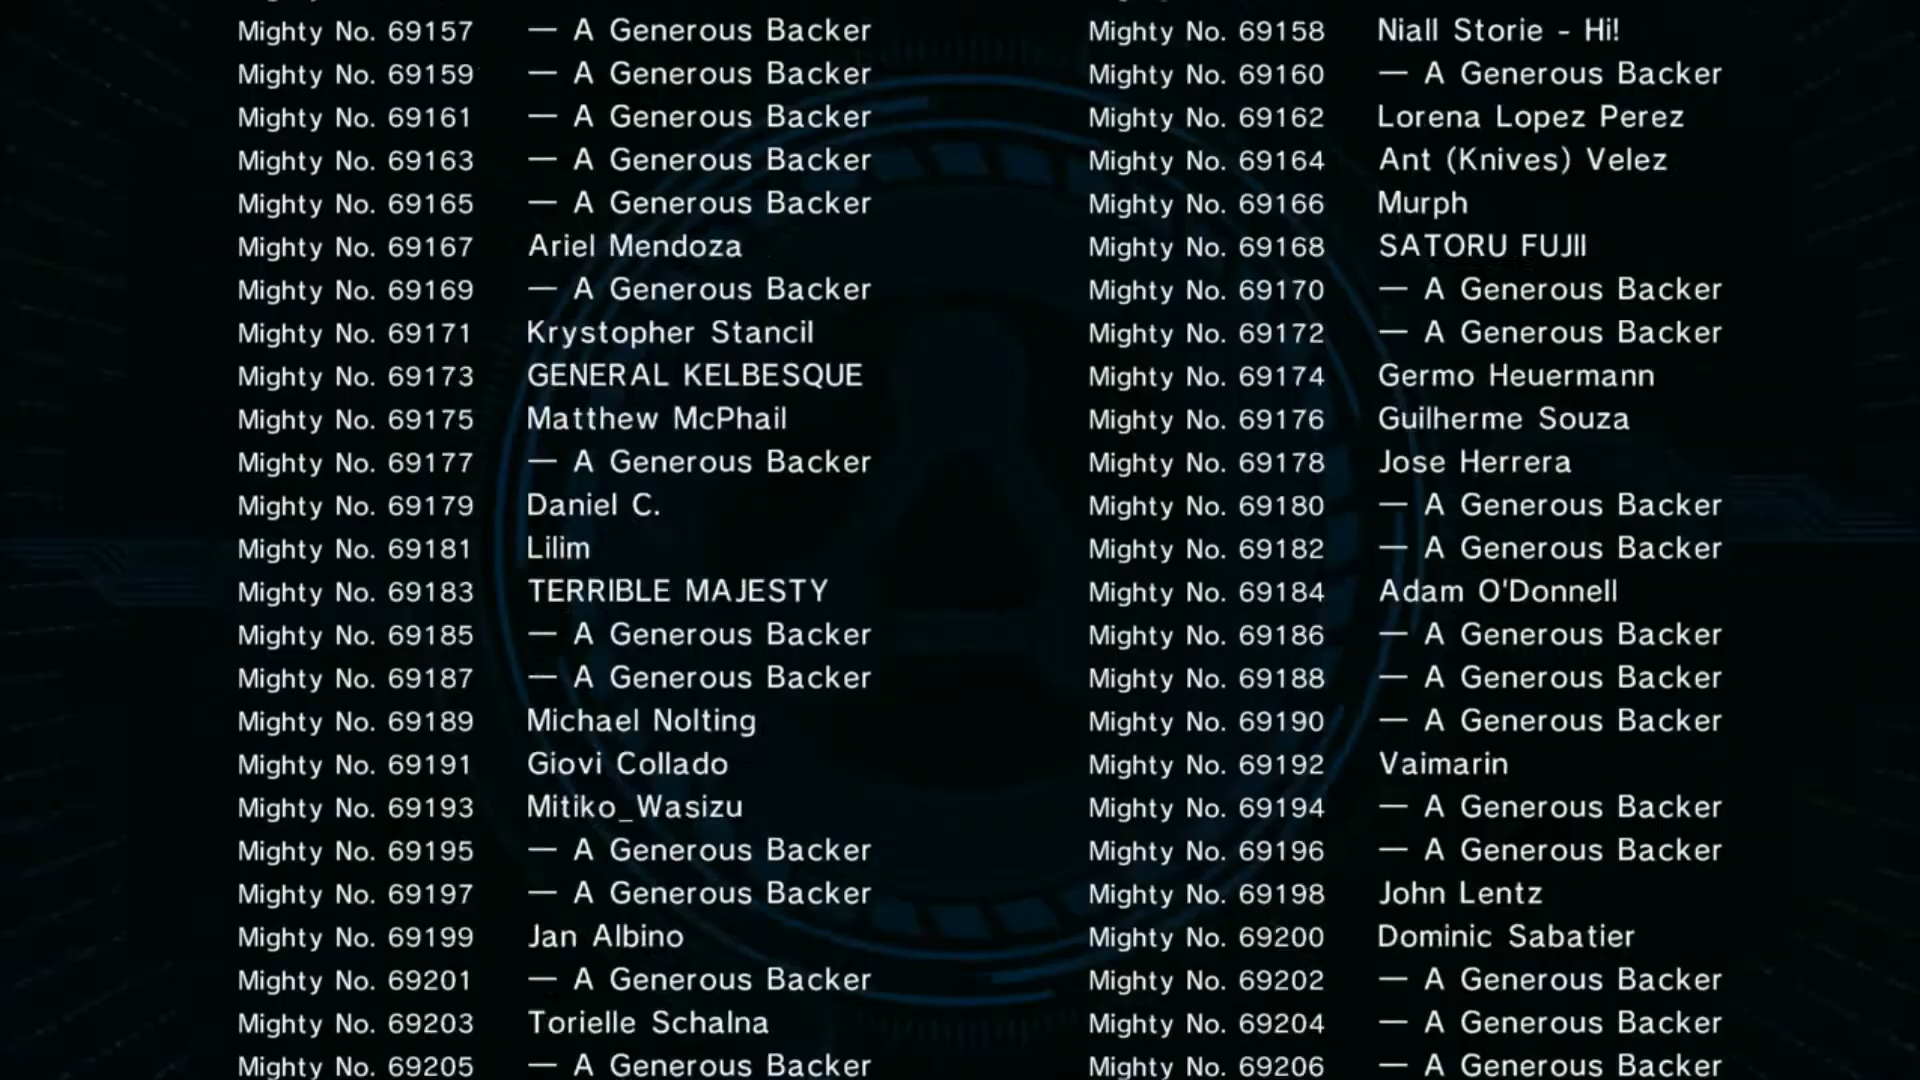 Mighty No. 69157 — A Generous Backer Mighty No. 69158 Niall Storie - Hi!
Mighty No. 69159 — A Generous Backer Mighty No. 69160 — A Generous Backer
Mighty No. 69161 — A Generous Backer Mighty No. 69162 Lorena Lopez Perez
Mighty No. 69163 — A Generous Backer Mighty No. 69164 Ant (Knives) Velez
Mighty No. 69165 — A Generous Backer Mighty No. 69166 Murph
Mighty No. 69167 Ariel Mendoza Mighty No. 69168 SATORU FUJII
Mighty No. 69169 — A Generous Backer Mighty No. 69170 — A Generous Backer
Mighty No. 69171 Krystopher Stancil Mighty No. 69172 — A Generous Backer
Mighty No. 69173 GENERAL KELBESQUE Mighty No. 69174 Germo Heuermann
Mighty No. 69175 Matthew McPhail Mighty No. 69176 Guilherme Souza
Mighty No. 69177 — A Generous Backer Mighty No. 69178 Jose Herrera
Mighty No. 69179 Daniel C. Mighty No. 69180 — A Generous Backer
Mighty No. 69181 Lilim Mighty No. 69182 — A Generous Backer
Mighty No. 69183 TERRIBLE MAJESTY Mighty No. 69184 Adam O'Donnell
Mighty No. 69185 — A Generous Backer Mighty No. 69186 — A Generous Backer
Mighty No. 69187 — A Generous Backer Mighty No. 69188 — A Generous Backer
Mighty No. 69189 Michael Nolting Mighty No. 69190 — A Generous Backer
Mighty No. 69191 Giovi Collado Mighty No. 69192 Vaimarin
Mighty No. 69193 Mitiko_Wasizu Mighty No. 69194 — A Generous Backer
Mighty No. 69195 — A Generous Backer Mighty No. 69196 — A Generous Backer
Mighty No. 69197 — A Generous Backer Mighty No. 69198 John Lentz
Mighty No. 69199 Jan Albino Mighty No. 69200 Dominic Sabatier
Mighty No. 69201 — A Generous Backer Mighty No. 69202 — A Generous Backer
Mighty No. 69203 Torielle Schalna Mighty No. 69204 — A Generous Backer
Mighty No. 69205 — A Generous Backer Mighty No. 69206 — A Generous Backer